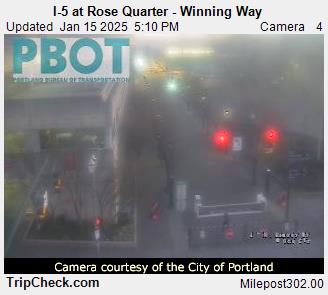 I-5 at Rose Quarter - Winning Way
Updated Jan 15 2025 5:10 PM Camera 4
PBOT
PORTLAND BUREAU OF TRANSPORTATION
Camera courtesy of the City of Portland
TripCheck.com Milepost302.00